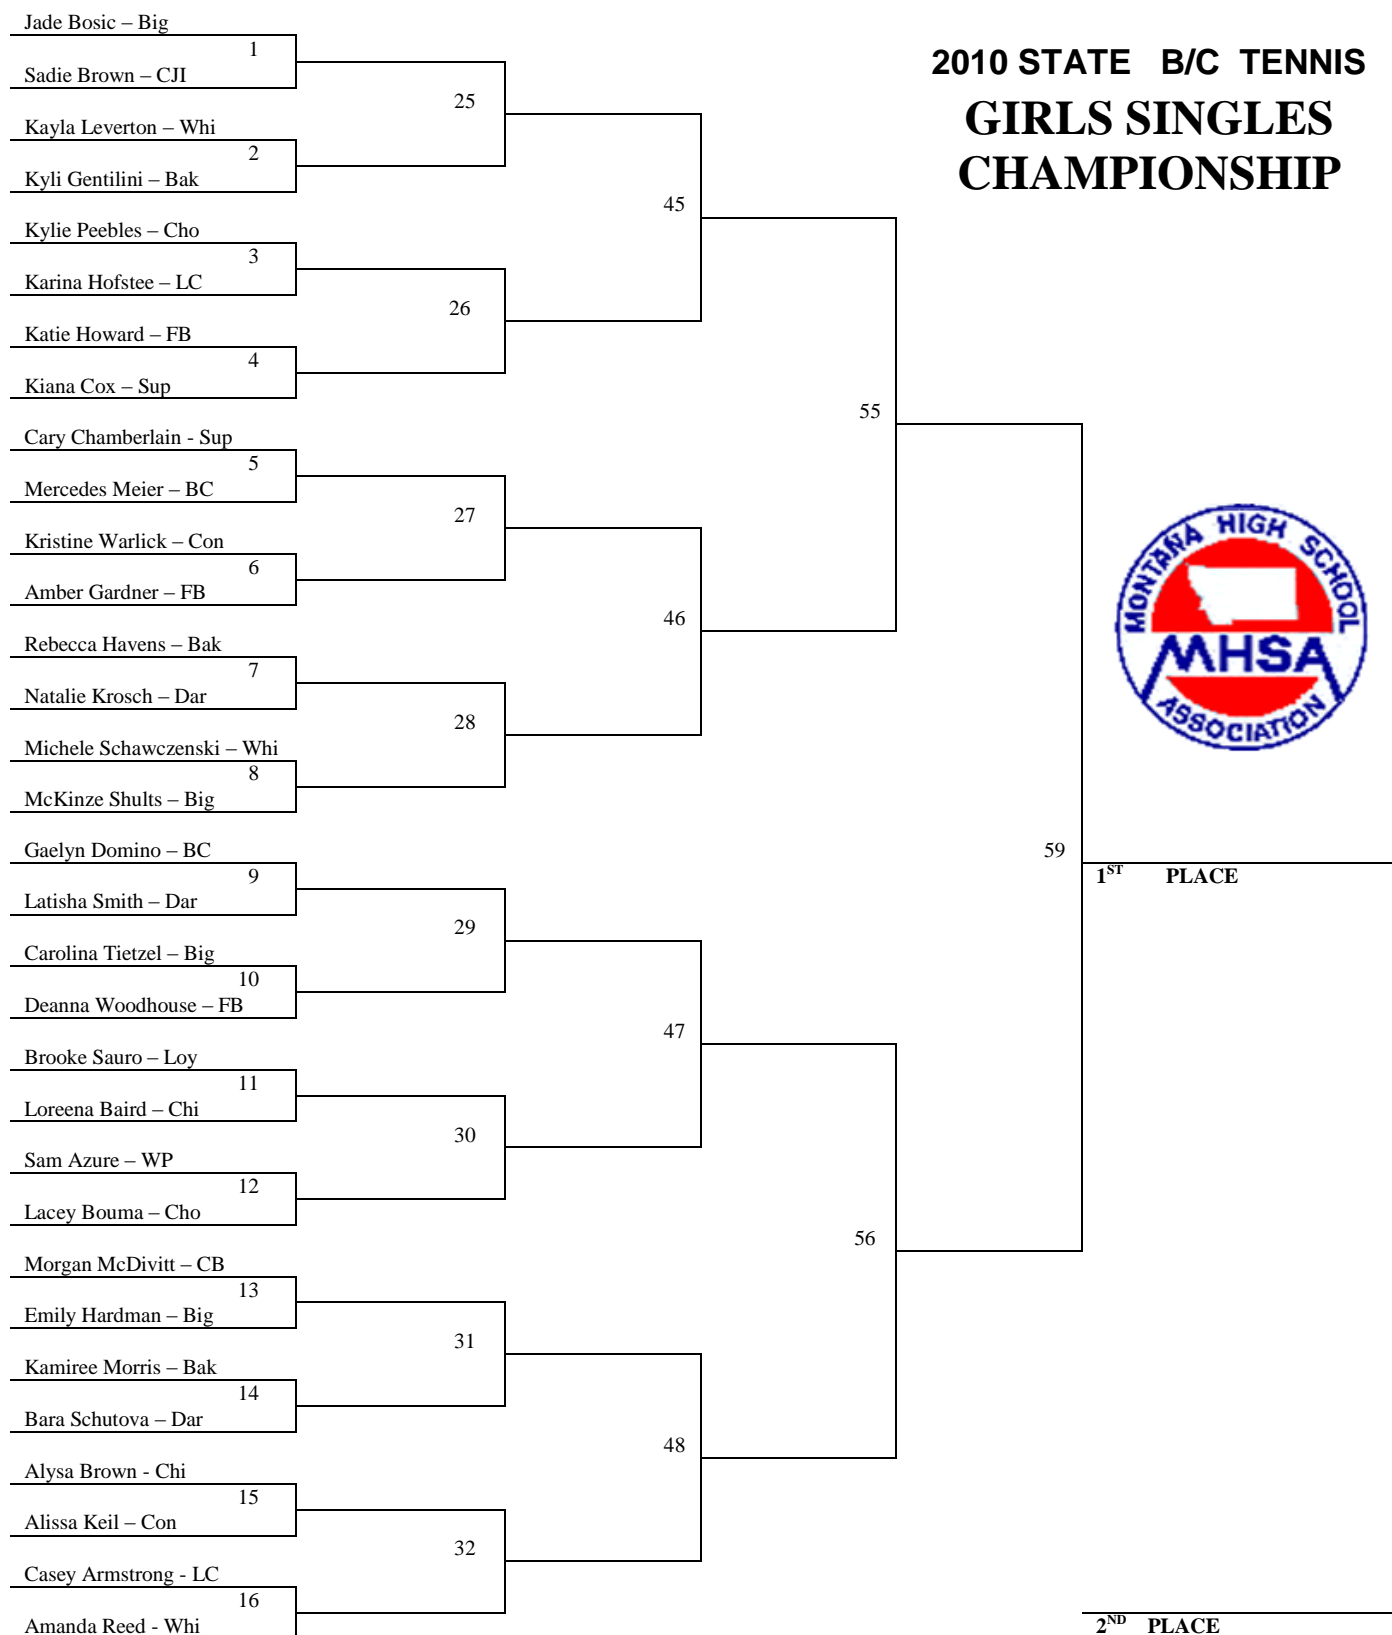 2010 STATE B/C TENNIS
GIRLS SINGLES
CHAMPIONSHIP
Jade Bosic – Big
1
Sadie Brown – CJI
25
Kayla Leverton – Whi
2
Kyli Gentilini – Bak
45
Kylie Peebles – Cho
3
Karina Hofstee – LC
26
Katie Howard – FB
4
Kiana Cox – Sup
55
Cary Chamberlain - Sup
5
Mercedes Meier – BC
27
Kristine Warlick – Con
6
Amber Gardner – FB
46
Rebecca Havens – Bak
7
Natalie Krosch – Dar
28
Michele Schawczenski – Whi
8
McKinze Shults – Big
MONTANA HIGH SCHOOL
MHSA
ASSOCIATION
59
1ST PLACE
Gaelyn Domino – BC
9
Latisha Smith – Dar
29
Carolina Tietzel – Big
10
Deanna Woodhouse – FB
47
Brooke Sauro – Loy
11
Loreena Baird – Chi
30
Sam Azure – WP
12
Lacey Bouma – Cho
56
Morgan McDivitt – CB
13
Emily Hardman – Big
31
Kamiree Morris – Bak
14
Bara Schutova – Dar
48
Alysa Brown - Chi
15
Alissa Keil – Con
32
Casey Armstrong - LC
16
Amanda Reed - Whi
2ND PLACE